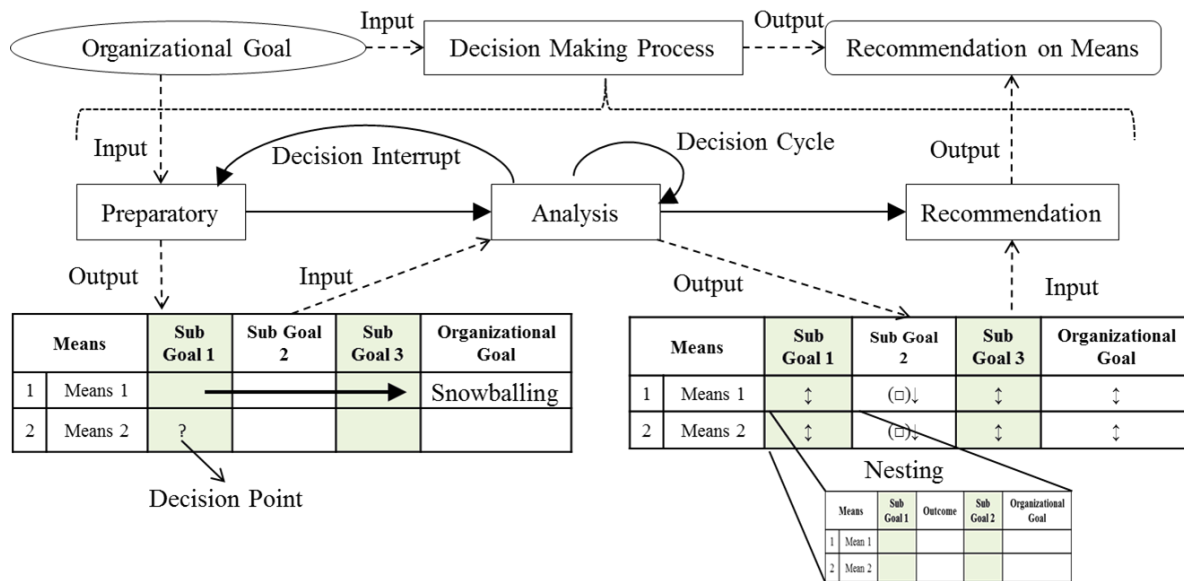 Input
Output
Organizational Goal
Decision Making Process
Recommendation on Means
Input
Decision Interrupt
Decision Cycle
Output
Preparatory
Analysis
Recommendation
Output
Input
Output
Input
Means
Sub Goal 1
Sub Goal 2
Sub Goal 3
Organizational Goal
1 Means 1 Snowballing
2 Means 2 ?
Decision Point
Means
Sub Goal 1
Sub Goal 2
Sub Goal 3
Organizational Goal
1 Means 1 ↕ (□)↓ ↕ ↕
2 Means 2 ↕ (□)↓ ↕ ↕
Nesting
Means
Sub Goal 1
Outcome
Sub Goal 2
Organizational Goal
1 Mean 1
2 Mean 2